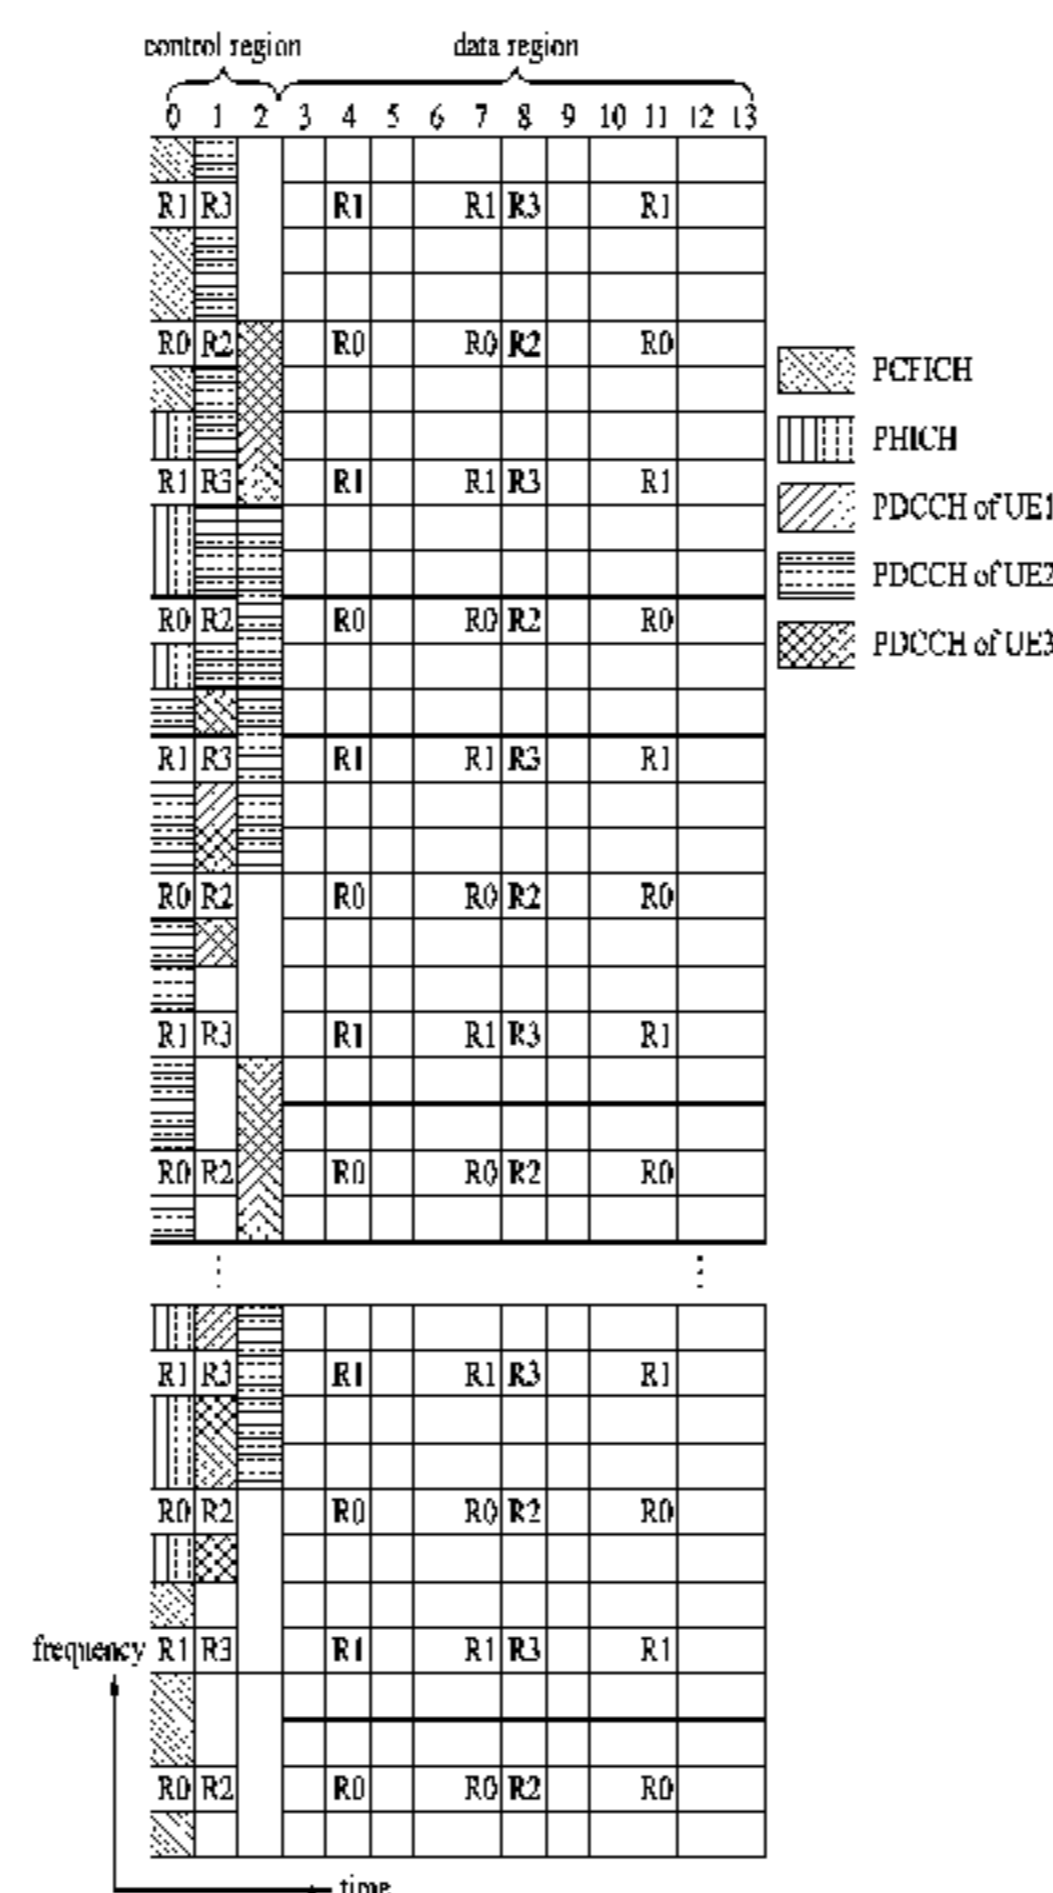 control region data region
0 1 2 3 4 5 6 7 8 9 10 11 12 13
R1 R3 R1 R1 R3 R1
R0 R2 R0 R0 R2 R0
PCFICH
PHICH
R1 R3 R1 R1 R3 R1
PDCCH of UE1
PDCCH of UE2
R0 R2 R0 R0 R2 R0
PDCCH of UE3
R1 R3 R1 R1 R3 R1
R0 R2 R0 R0 R2 R0
R1 R3 R1 R1 R3 R1
R0 R2 R0 R0 R2 R0
R1 R3 R1 R1 R3 R1
R0 R2 R0 R0 R2 R0
frequency R1 R3 R1 R1 R3 R1
R0 R2 R0 R0 R2 R0
time